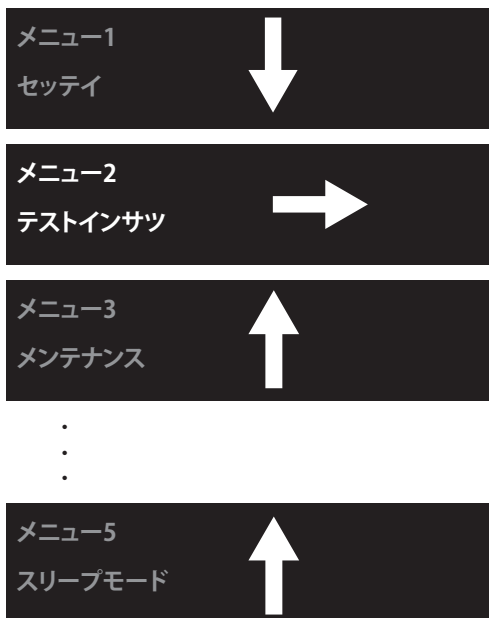 メニュー1
セッテイ
メニュー2
テストインサツ
メニュー3
メンテナンス
メニュー5
スリープモード